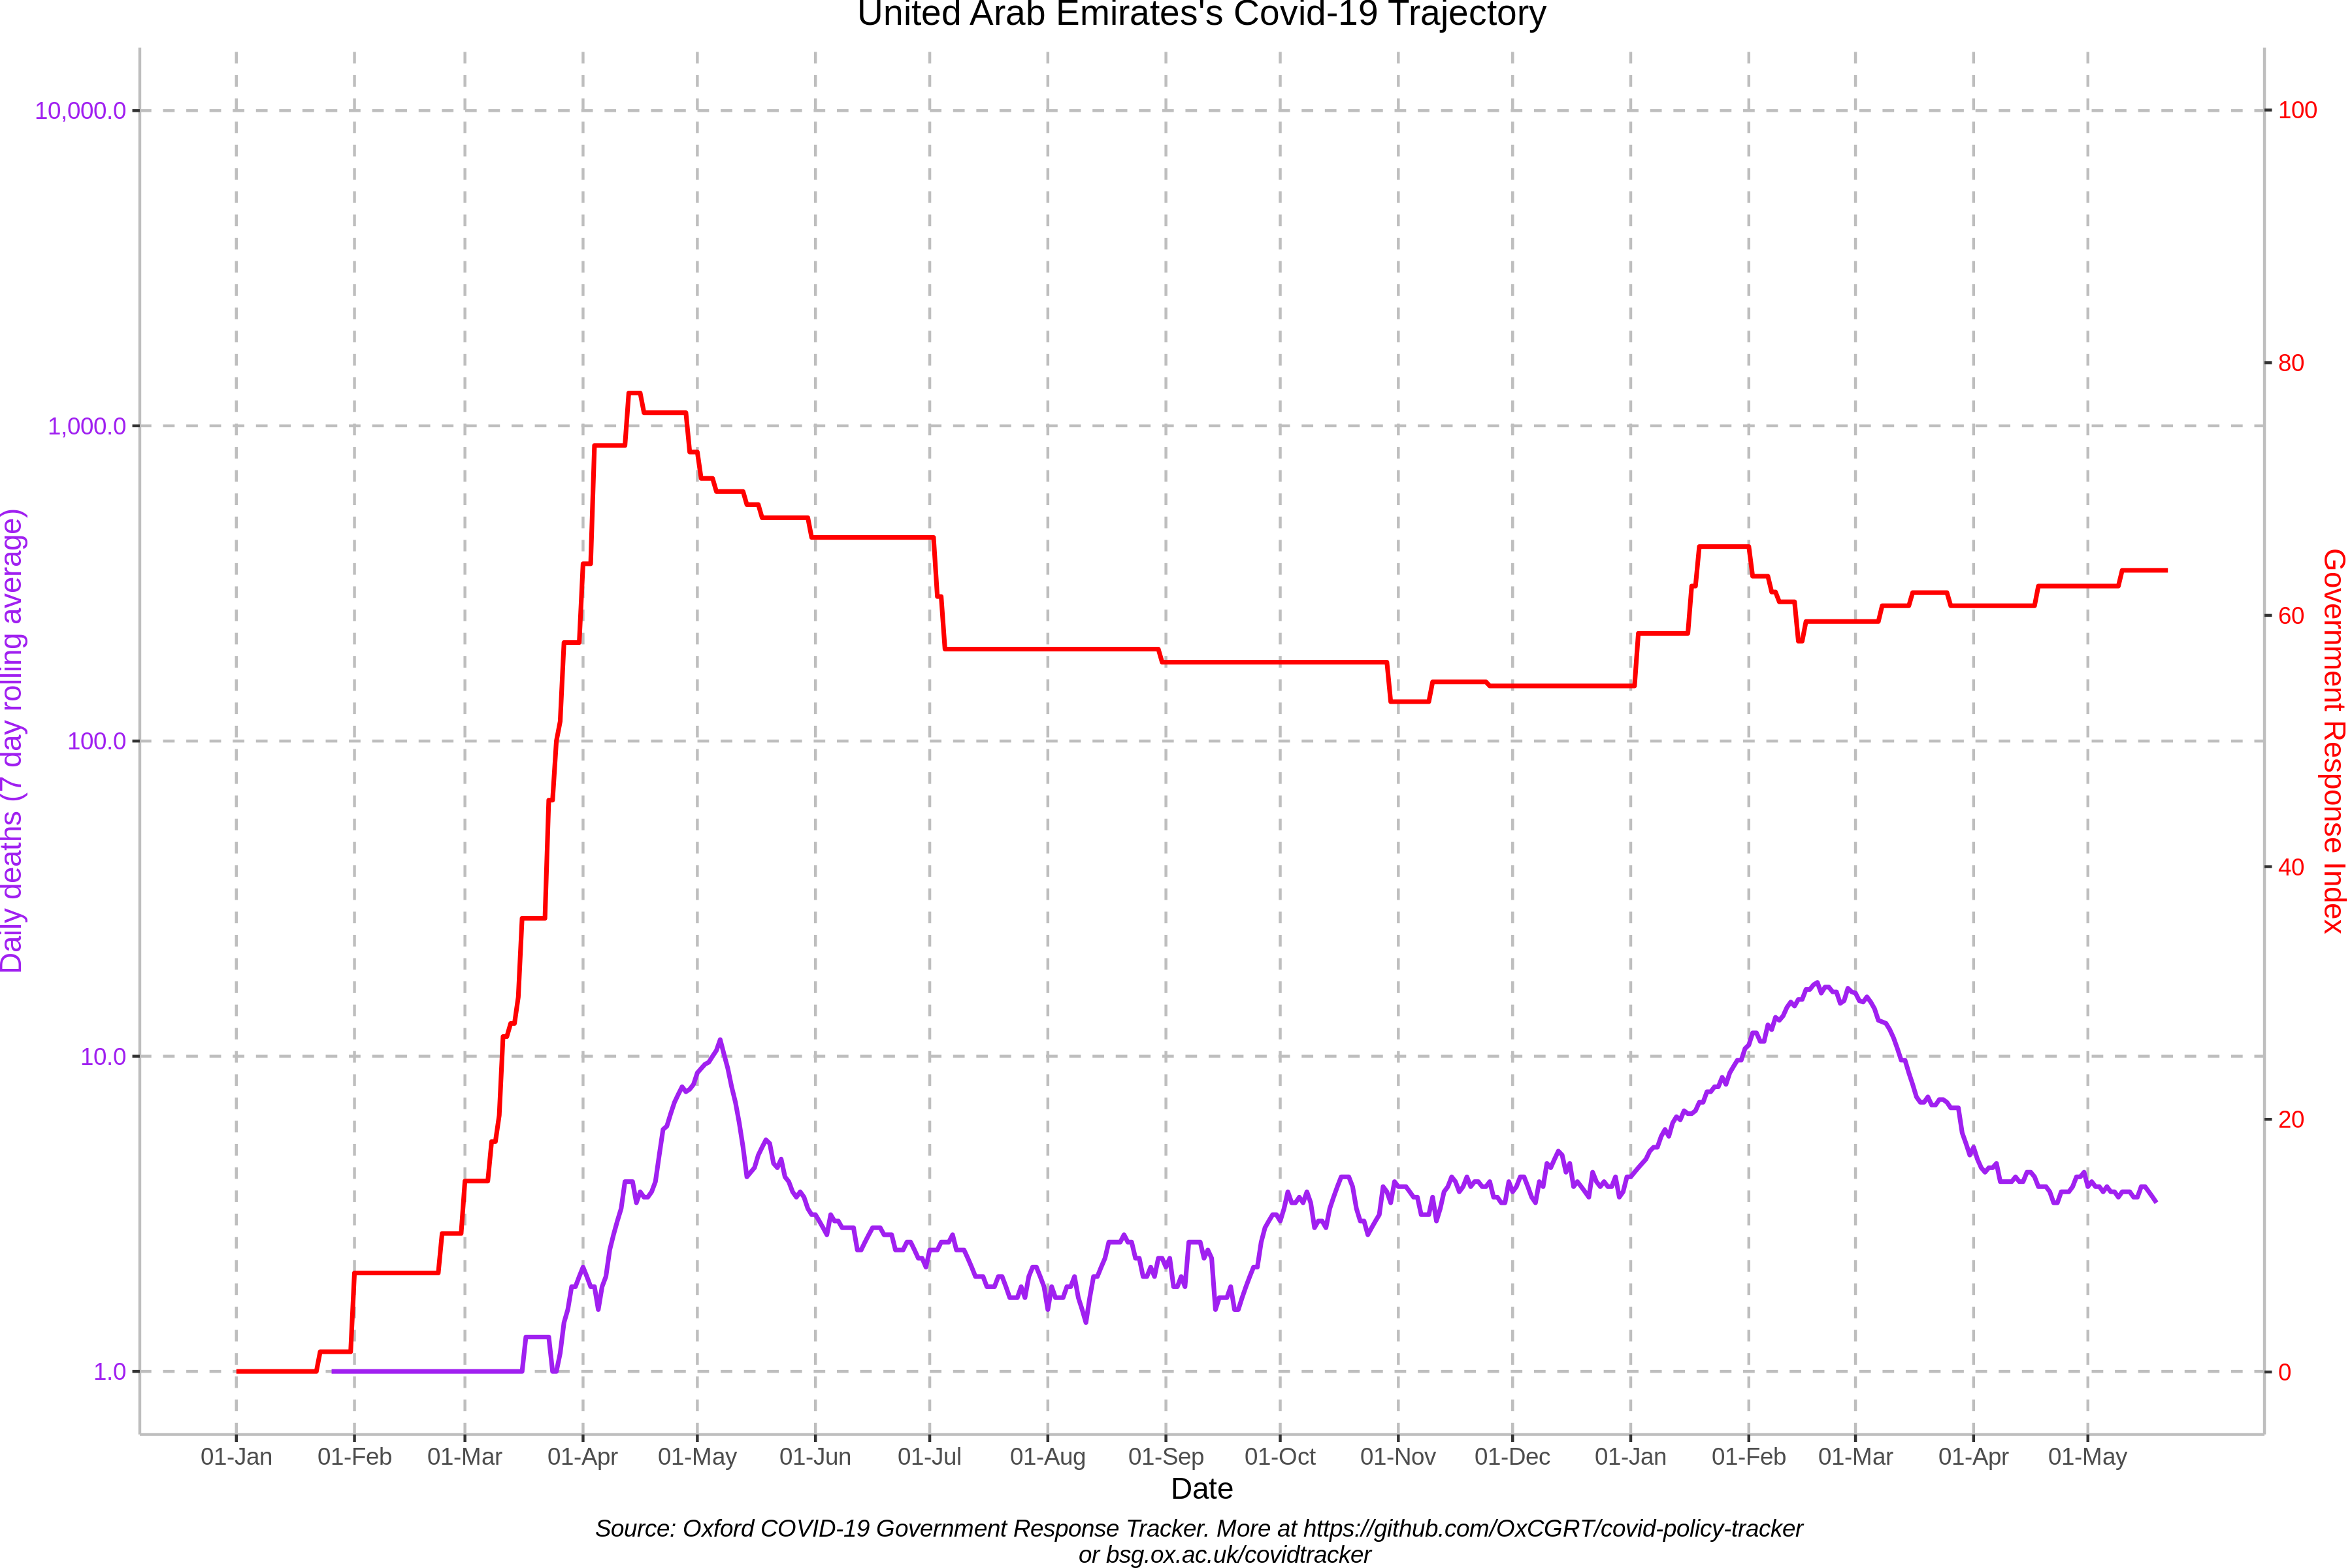 United Arab Emirates's Covid-19 Trajectory
10,000.0
1,000.0
100.0
10.0
1.0
Daily deaths (7 day rolling average)
100
80
60
40
20
0
Government Response Index
01-Jan 01-Feb 01-Mar 01-Apr 01-May 01-Jun 01-Jul 01-Aug 01-Sep 01-Oct 01-Nov 01-Dec 01-Jan 01-Feb 01-Mar 01-Apr 01-May
Date
Source: Oxford COVID-19 Government Response Tracker. More at https://github.com/OxCGRT/covid-policy-tracker
or bsg.ox.ac.uk/covidtracker